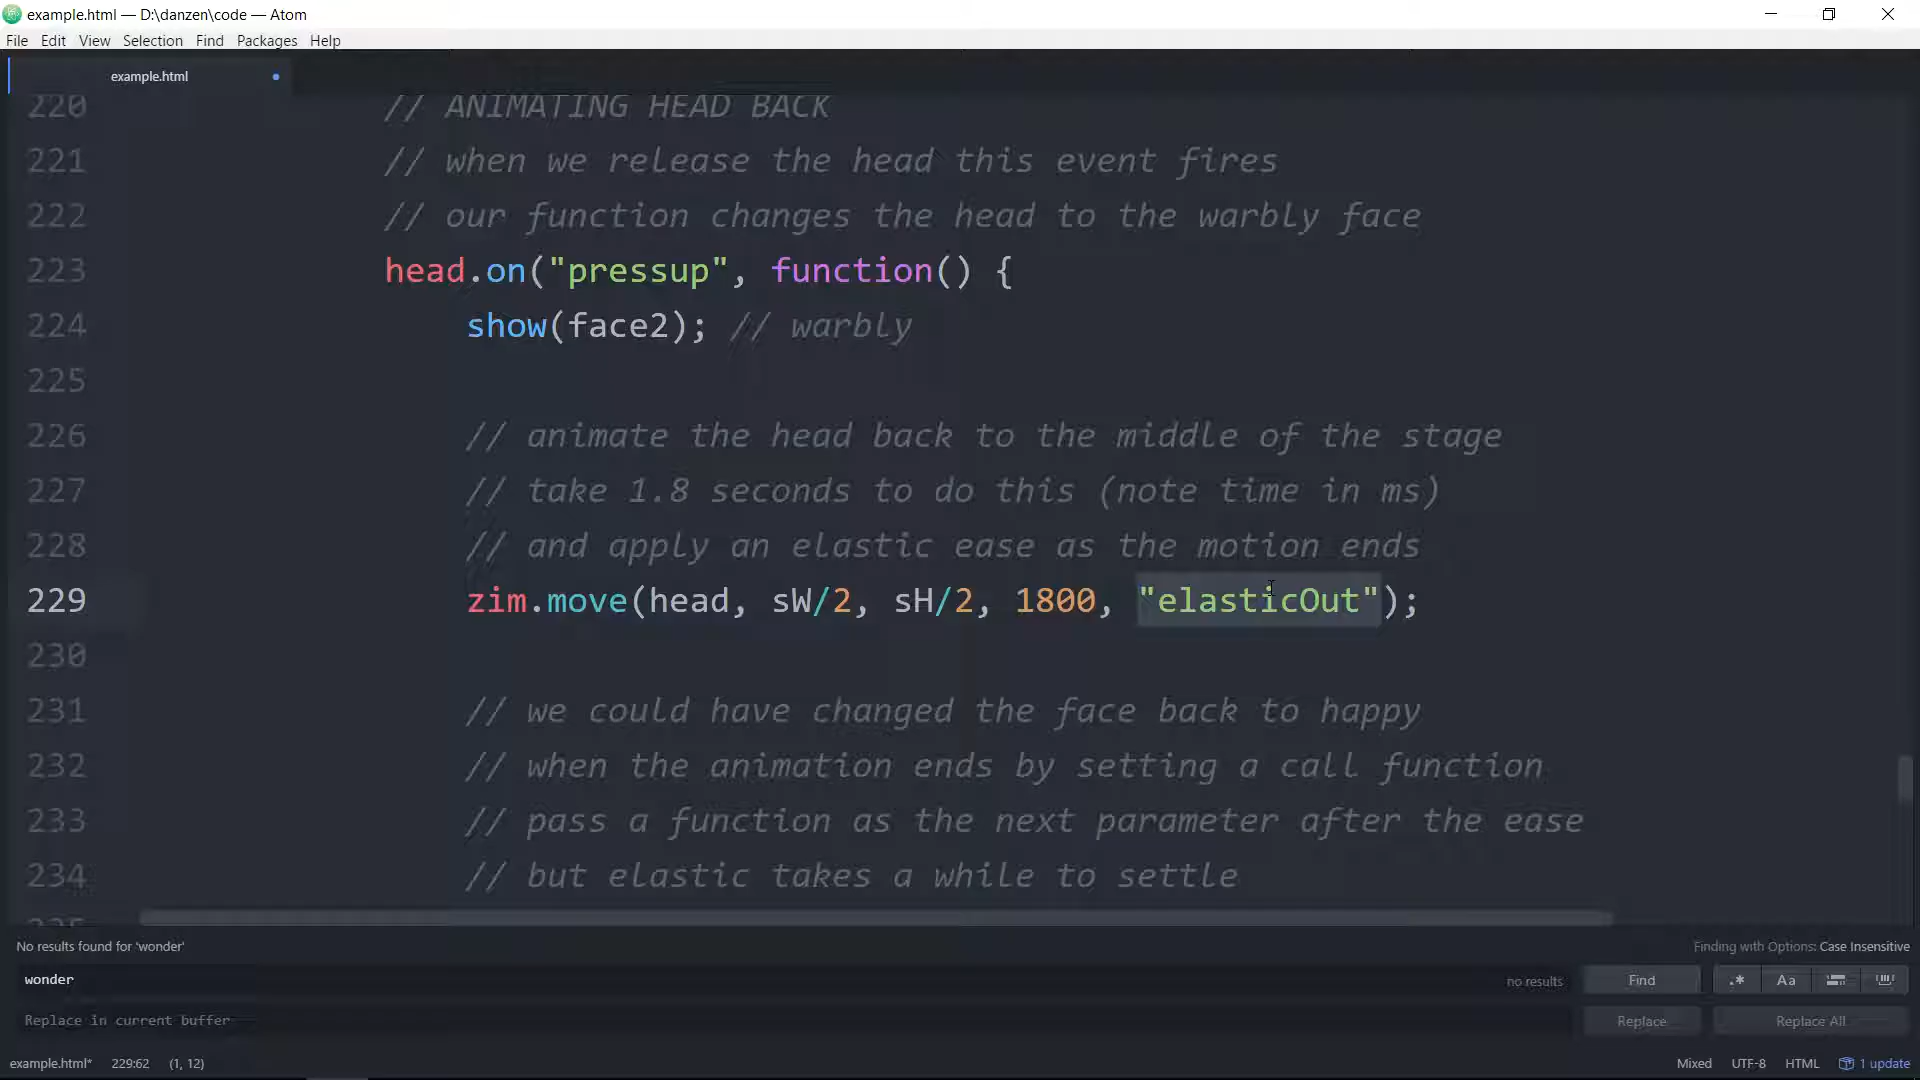 example.html — D:\danzen\code — Atom
File Edit View Selection Find Packages Help
example.html
220 // ANIMATING HEAD BACK
221 // when we release the head this event fires
222 // our function changes the head to the warbly face
223 head.on("pressup", function() {
224 show(face2); // warbly
225
226 // animate the head back to the middle of the stage
227 // take 1.8 seconds to do this (note time in ms)
228 // and apply an elastic ease as the motion ends
229 zim.move(head, sW/2, sH/2, 1800, "elasticOut");
230
231 // we could have changed the face back to happy
232 // when the animation ends by setting a call function
233 // pass a function as the next parameter after the ease
234 // but elastic takes a while to settle
No results found for 'wonder' Finding with Options: Case Insensitive
wonder no results Find .* Aa
Replace in current buffer Replace Replace All
example.html* 229:62 (1, 12) Mixed UTF-8 HTML 1 update